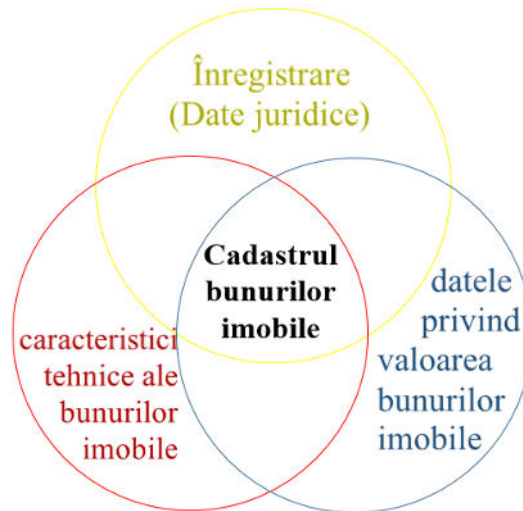 Înregistrare
(Date juridice)
Cadastrul
bunurilor
imobile
caracteristici
tehnice ale
bunurilor
imobile
datele
privind
valoarea
bunurilor
imobile